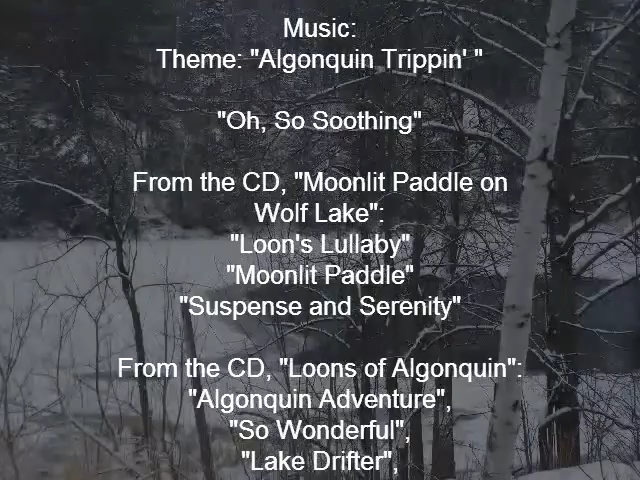 Music:
Theme: "Algonquin Trippin' "
"Oh, So Soothing"
From the CD, "Moonlit Paddle on
Wolf Lake":
"Loon's Lullaby"
"Moonlit Paddle"
"Suspense and Serenity"
From the CD, "Loons of Algonquin":
"Algonquin Adventure",
"So Wonderful",
"Lake Drifter",